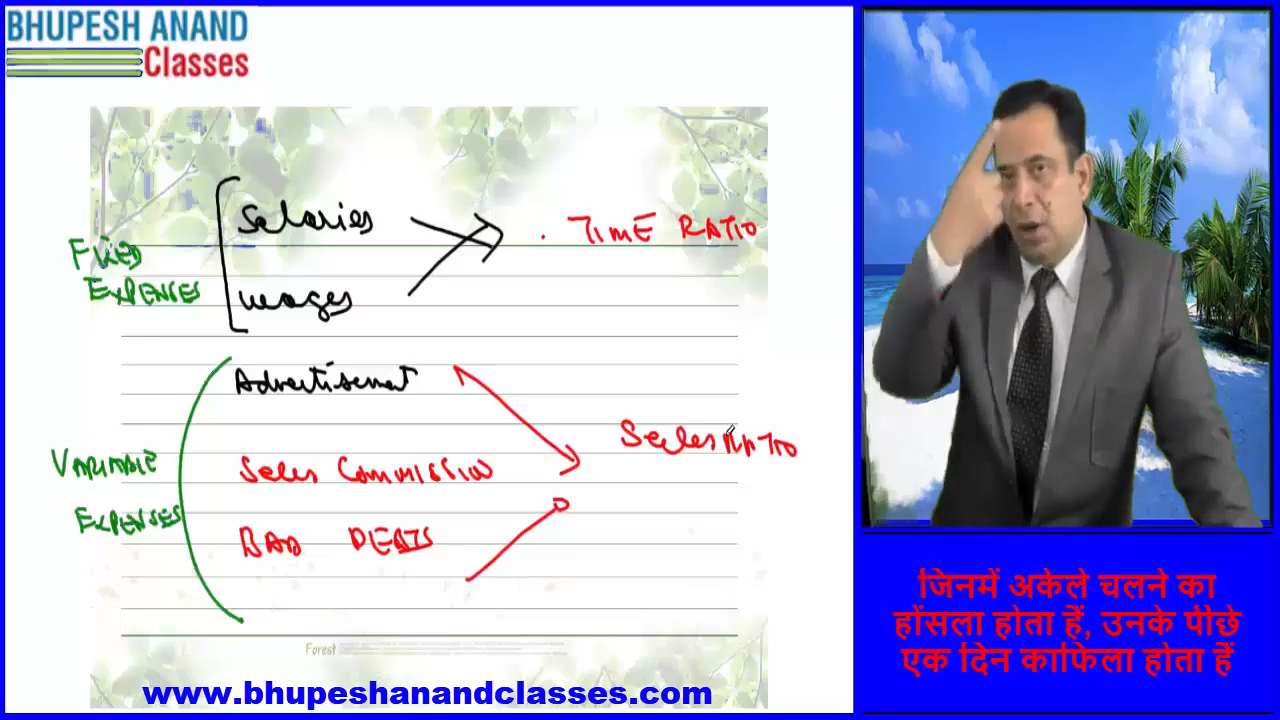 BHUPESH ANAND
Classes
Salaries
TIME RATIO
FIXED
EXPENSES
wages
Advertisement
Sales RATIO
VARIABLE
Sales COMMISSION
EXPENSES
BAD DEBTS
Forest
www.bhupeshanandclasses.com
जिनमें अकेले चलने का
होंसला होता हैं, उनके पीछे
एक दिन काफिला होता हैं